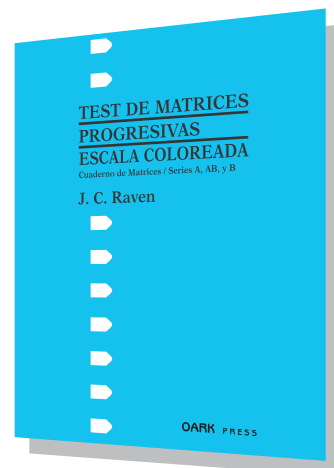 TEST DE MATRICES
PROGRESIVAS
ESCALA COLOREADA
Cuaderno de Matrices / Series A, AB, y B
J. C. Raven
OARK PRESS